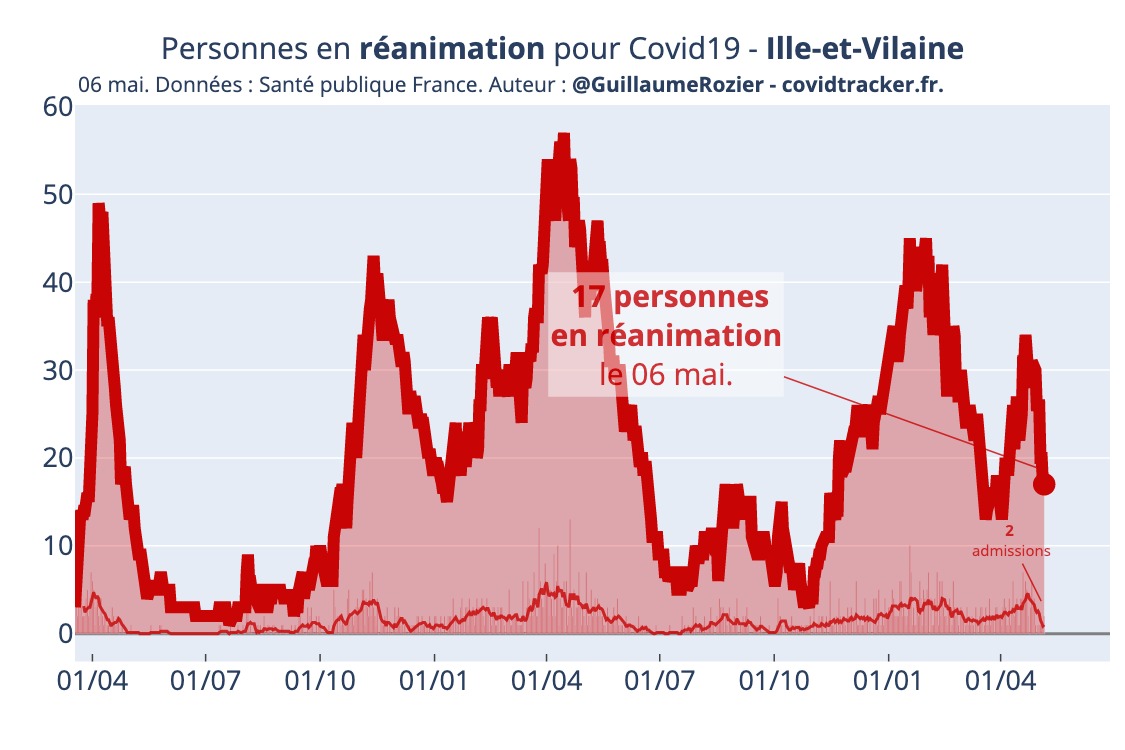 Personnes en réanimation pour Covid19 - Ille-et-Vilaine
06 mai. Données : Santé publique France. Auteur : @GuillaumeRozier - covidtracker.fr.
60
50
40
30
20
10
0
17 personnes
en réanimation
le 06 mai.
2
admissions
01/04 01/07 01/10 01/01 01/04 01/07 01/10 01/01 01/04